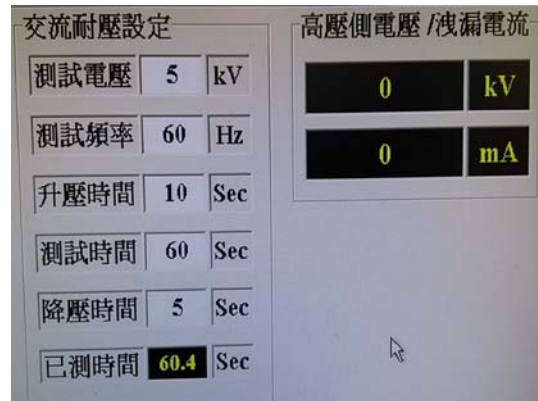 交流耐壓設定
測試電壓 5 kV
測試頻率 60 Hz
升壓時間 10 Sec
測試時間 60 Sec
降壓時間 5 Sec
已測時間 60.4 Sec
高壓側電壓 /洩漏電流
0 kV
0 mA